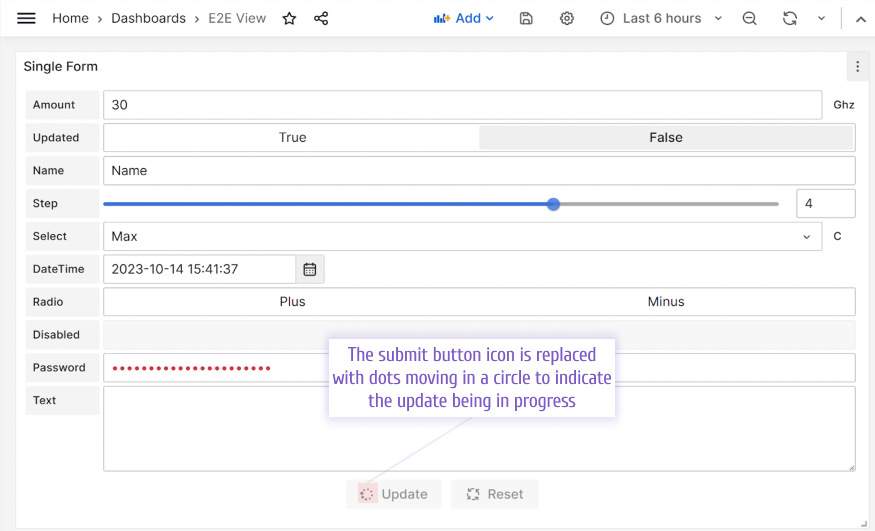 Home > Dashboards > E2E View Add Last 6 hours
Single Form
Amount 30 Ghz
Updated True False
Name Name
Step 4
Select Max C
DateTime 2023-10-14 15:41:37
Radio Plus Minus
Disabled
Password ••••••••••••••••••••••
Text
The submit button icon is replaced
with dots moving in a circle to indicate
the update being in progress
Update Reset